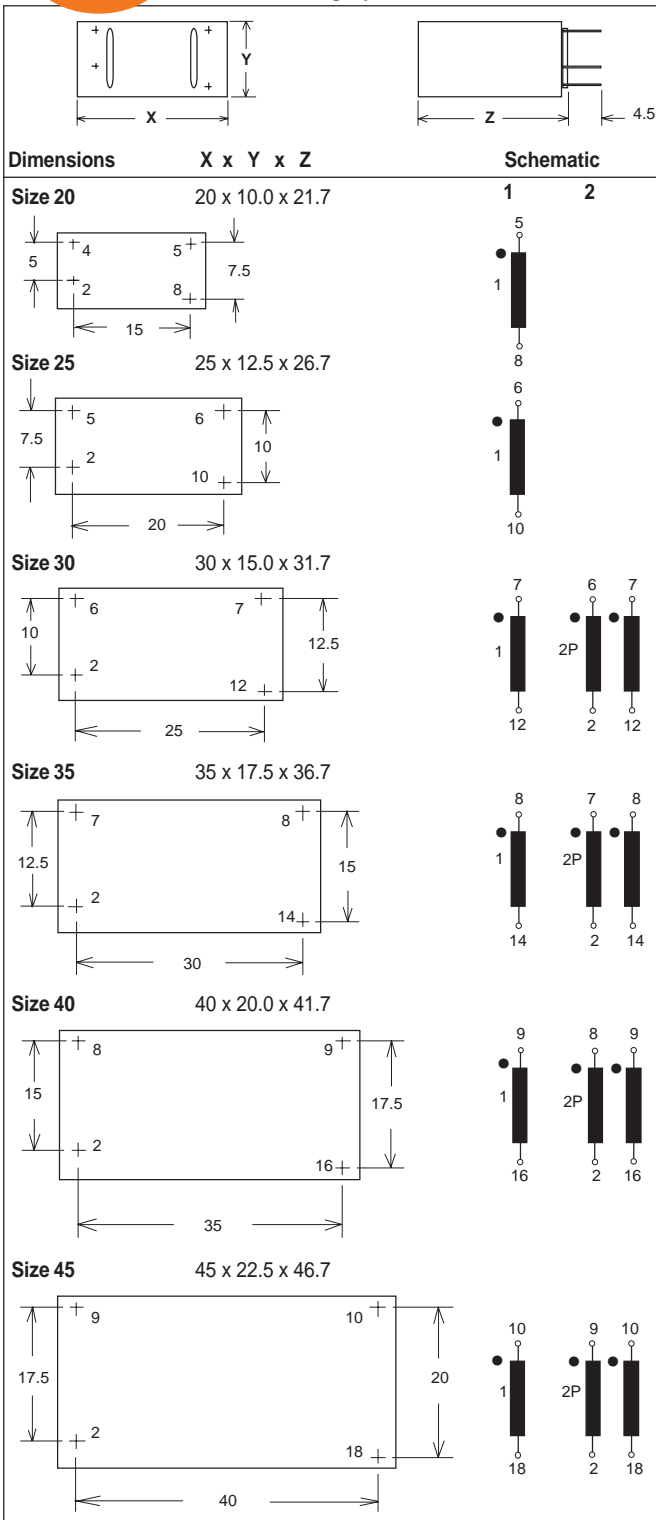 Y
X
Z
4.5
Dimensions X x Y x Z Schematic
Size 20 20 x 10.0 x 21.7 1 2
5
4 5
5 7.5
1
2 8
15
8
Size 25 25 x 12.5 x 26.7
6
5 6
7.5 10
1
2
10
20
10
Size 30 30 x 15.0 x 31.7
7 6 7
6 7
10 12.5
1 2P
2 12
12 2 12
25
Size 35 35 x 17.5 x 36.7
8 7 8
7 8
12.5 15
1 2P
2 14
14 2 14
30
Size 40 40 x 20.0 x 41.7
9 8 9
8 9
15 17.5
1 2P
2 16
16 2 16
35
Size 45 45 x 22.5 x 46.7
9 10
10 9 10
17.5 20
1 2P
2 18
18 2 18
40